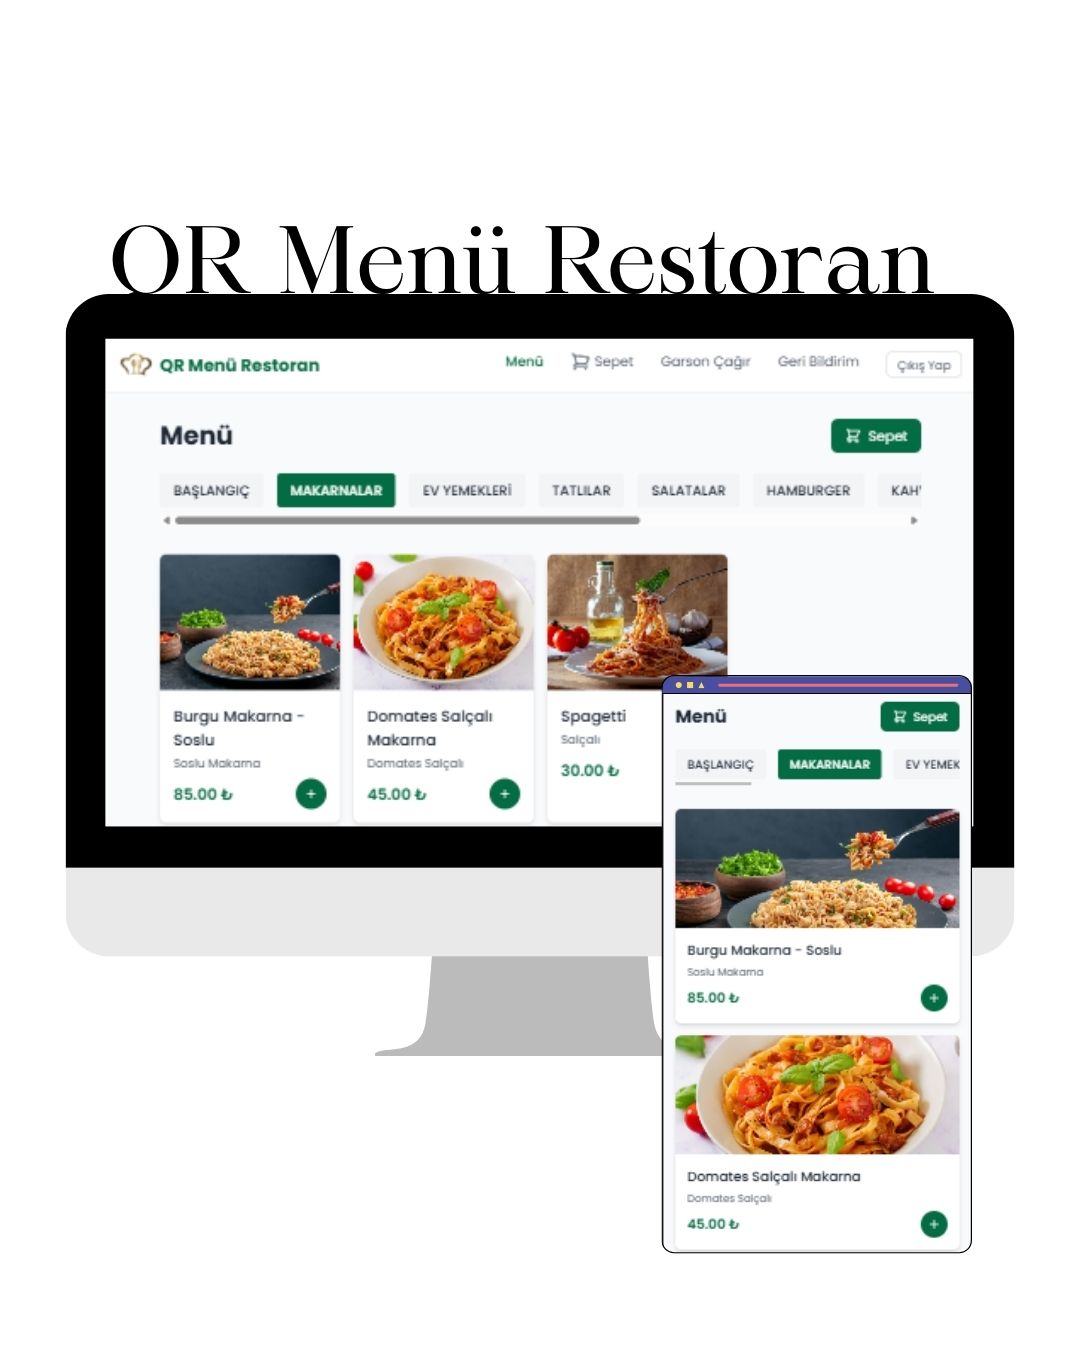 QR Menü Restoran
QR Menü Restoran
Menü
Sepet
Garson Çağır
Geri Bildirim
Çıkış Yap
Menü
Sepet
BAŞLANGIÇ
MAKARNALAR
EV YEMEKLERİ
TATLILAR
SALATALAR
HAMBURGER
KAH
Burgu Makarna -
Soslu
Soslu Makarna
85.00 ₺
+
Domates Salçalı
Makarna
Domates Salçalı
45.00 ₺
+
Spagetti
Salçalı
30.00 ₺
Menü
Sepet
BAŞLANGIÇ
MAKARNALAR
EV YEMEK
Burgu Makarna - Soslu
Soslu Makarna
85.00 ₺
+
Domates Salçalı Makarna
Domates Salçalı
45.00 ₺
+